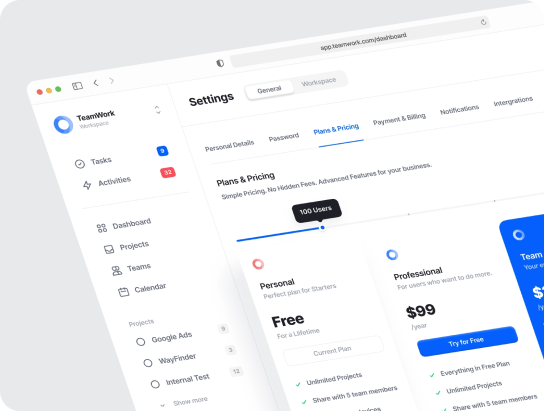 app.teamwork.com/dashboard
TeamWork
Workspace
Tasks
9
Activities
32
Dashboard
Projects
Teams
Calendar
Projects
Google Ads
9
WayFinder
3
Internal Test
12
Show more
Settings
General
Workspace
Personal Details
Password
Plans & Pricing
Payment & Billing
Notifications
Intergrations
Plans & Pricing
Simple Pricing, No Hidden Fees. Advanced Features for your business.
100 Users
Personal
Perfect plan for Starters
Free
For a Lifetime
Current Plan
Unlimited Projects
Share with 5 team members
Professional
For users who want to do more.
$99
/year
Try for Free
Everything in Free Plan
Unlimited Projects
Share with 5 team members
Team
Your